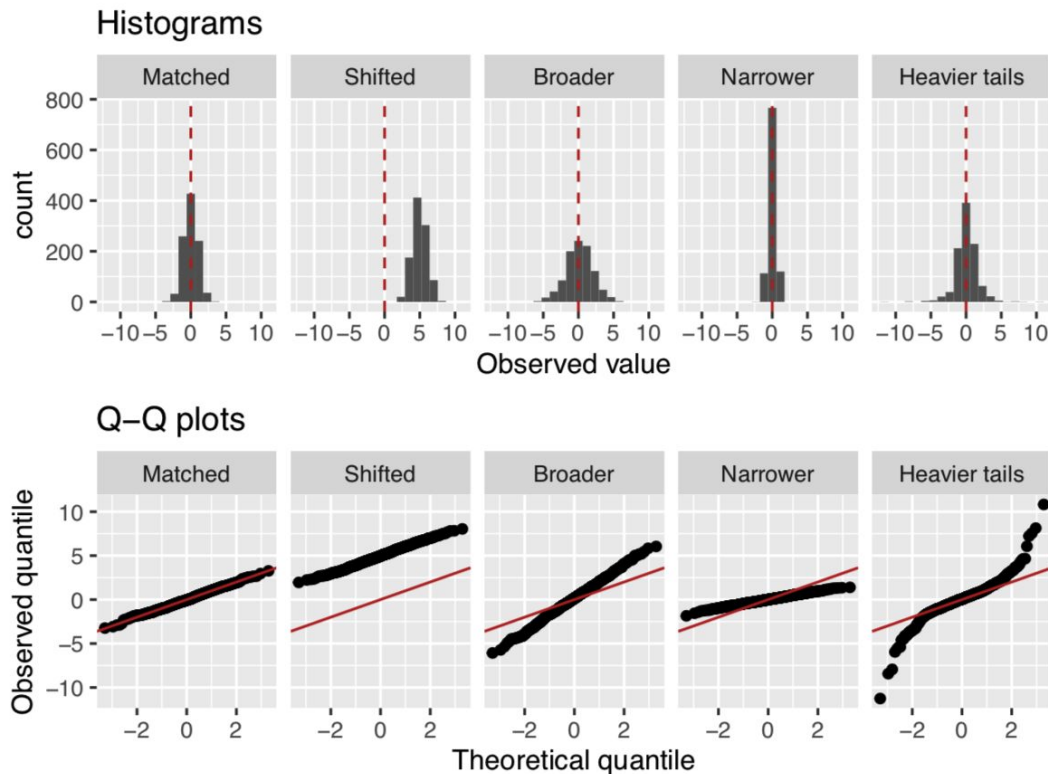 Histograms
Matched Shifted Broader Narrower Heavier tails
800
600
400
200
0
count
−10 −5 0 5 10 −10 −5 0 5 10 −10 −5 0 5 10 −10 −5 0 5 10 −10 −5 0 5 10
Observed value
Q−Q plots
Matched Shifted Broader Narrower Heavier tails
10
5
0
−5
−10
Observed quantile
−2 0 2 −2 0 2 −2 0 2 −2 0 2 −2 0 2
Theoretical quantile